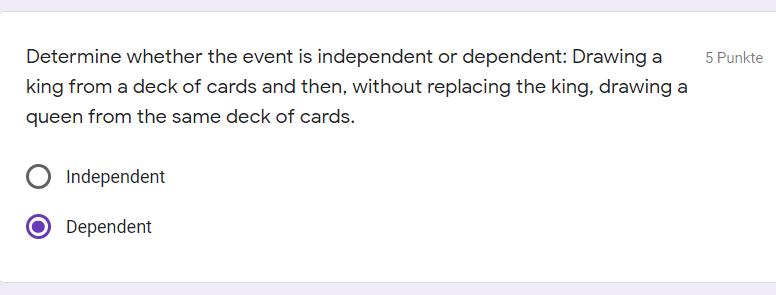 Determine whether the event is independent or dependent: Drawing a
5 Punkte
king from a deck of cards and then, without replacing the king, drawing a
queen from the same deck of cards.
Independent
Dependent